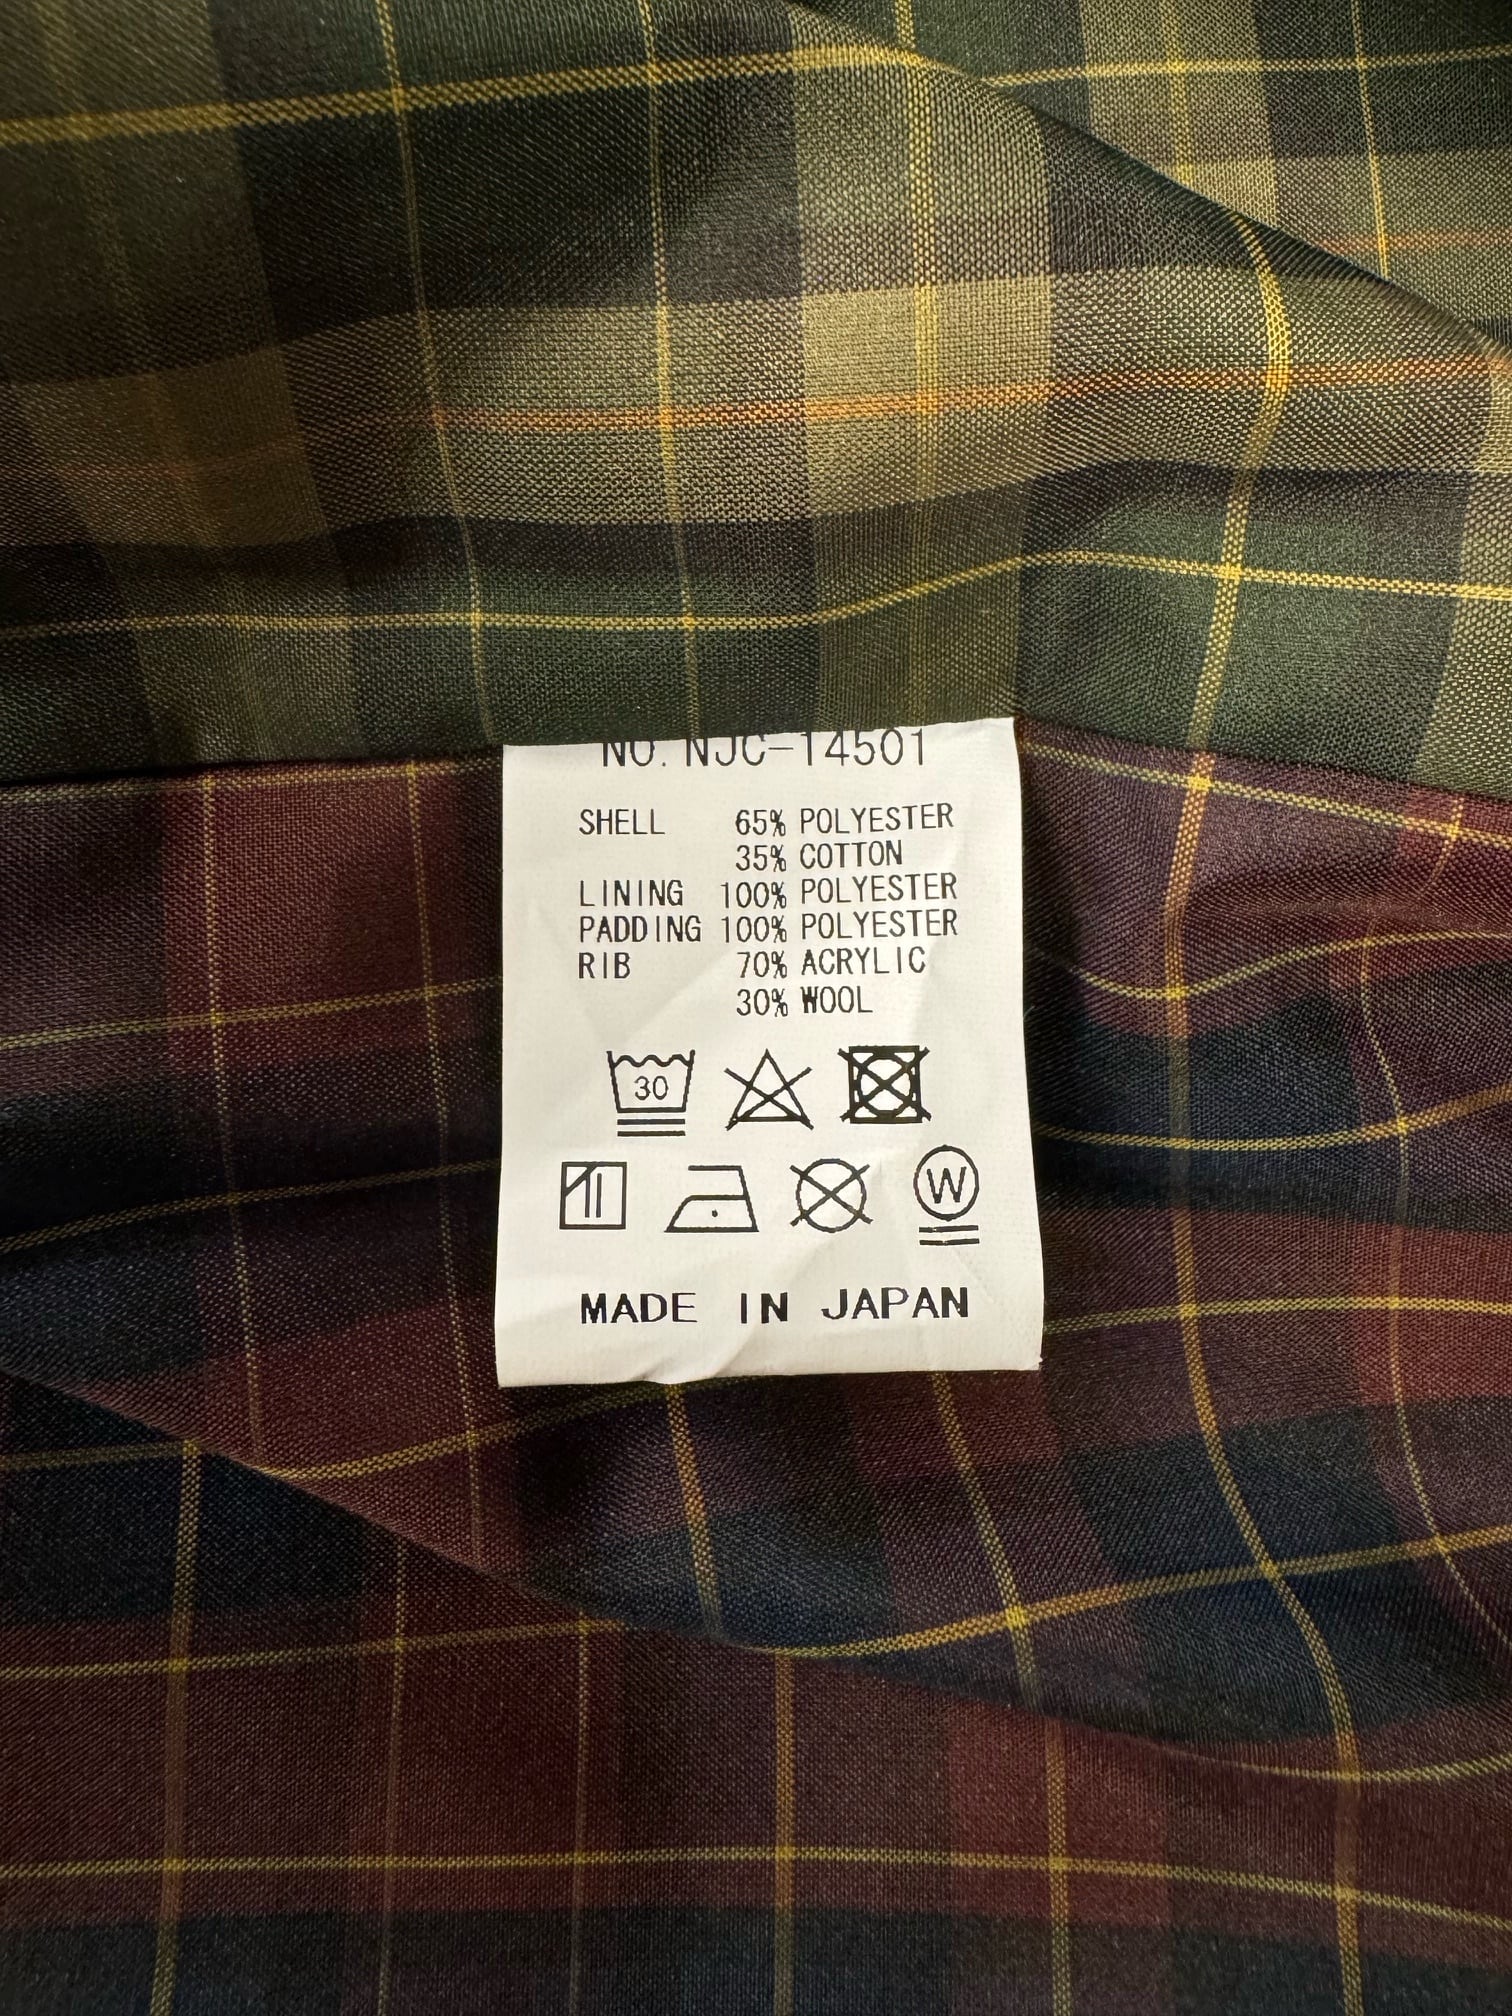 NO. NJC-14501
SHELL 65% POLYESTER
35% COTTON
LINING 100% POLYESTER
PADDING 100% POLYESTER
RIB 70% ACRYLIC
30% WOOL
30
W
MADE IN JAPAN